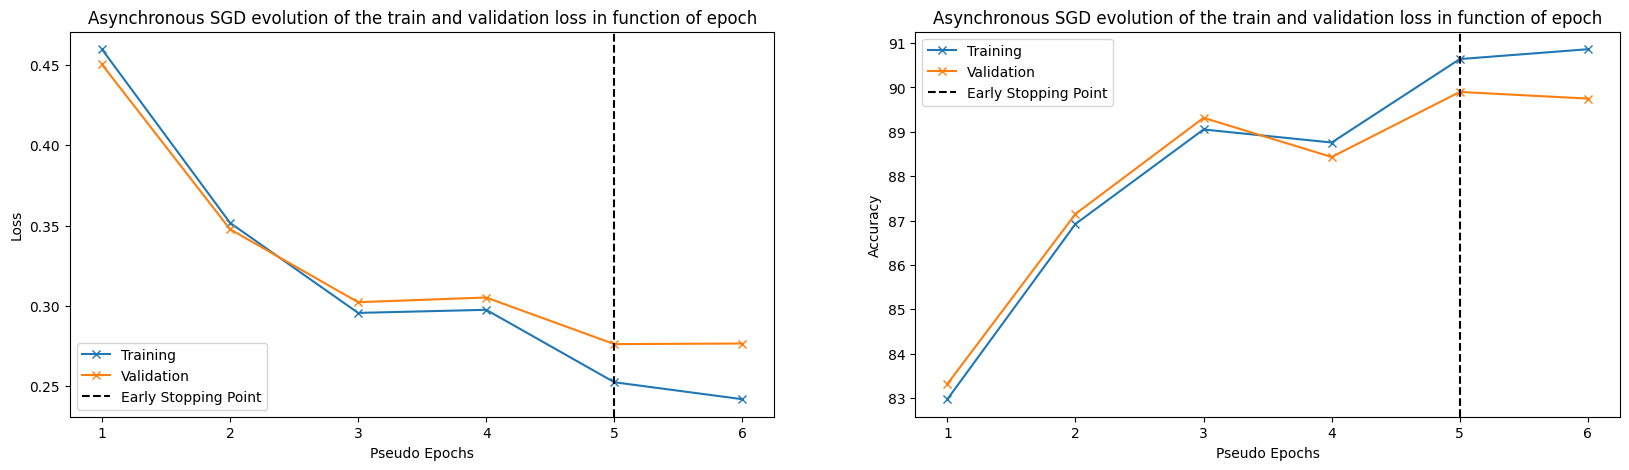 Asynchronous SGD evolution of the train and validation loss in function of epoch
0.45
0.40
0.35
0.30
0.25
Loss
Training
Validation
Early Stopping Point
1 2 3 4 5 6
Pseudo Epochs
Asynchronous SGD evolution of the train and validation loss in function of epoch
91
90
89
88
87
86
85
84
83
Accuracy
Training
Validation
Early Stopping Point
1 2 3 4 5 6
Pseudo Epochs